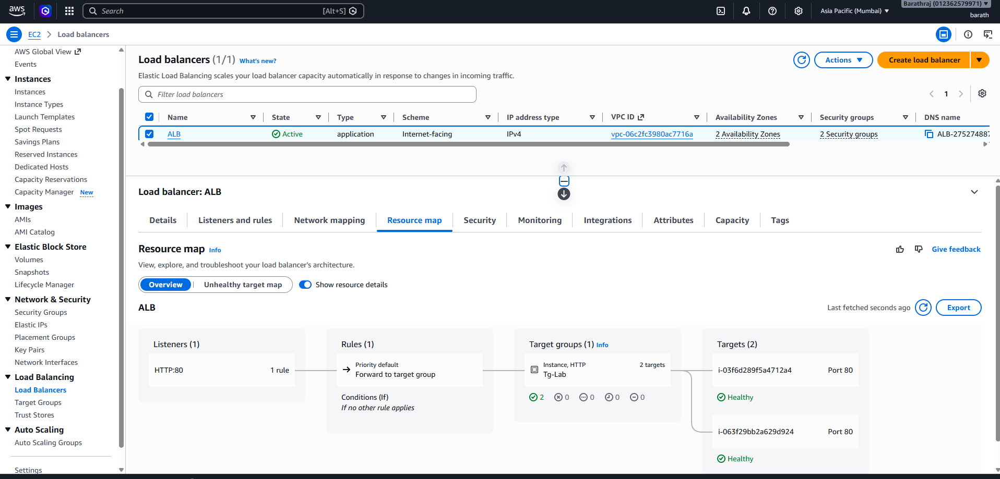 aws
Search
[Alt+S]
Asia Pacific (Mumbai)
Barathraj (012362579971)
barath
EC2
Load balancers
AWS Global View
Events
Instances
Instances
Instance Types
Launch Templates
Spot Requests
Savings Plans
Reserved Instances
Dedicated Hosts
Capacity Reservations
Capacity Manager New
Images
AMIs
AMI Catalog
Elastic Block Store
Volumes
Snapshots
Lifecycle Manager
Network & Security
Security Groups
Elastic IPs
Placement Groups
Key Pairs
Network Interfaces
Load Balancing
Load Balancers
Target Groups
Trust Stores
Auto Scaling
Auto Scaling Groups
Settings
Load balancers (1/1) What's new?
Actions
Create load balancer
Elastic Load Balancing scales your load balancer capacity automatically in response to changes in incoming traffic.
Filter load balancers
1
Name State Type Scheme IP address type VPC ID Availability Zones Security groups DNS name
ALB Active application Internet-facing IPv4 vpc-06c2fc3980ac7716a 2 Availability Zones 2 Security groups ALB-275274887
Load balancer: ALB
Details Listeners and rules Network mapping Resource map Security Monitoring Integrations Attributes Capacity Tags
Resource map Info
Give feedback
View, explore, and troubleshoot your load balancer's architecture.
Overview Unhealthy target map Show resource details
ALB
Last fetched seconds ago
Export
Listeners (1)
HTTP:80 1 rule
Rules (1)
Priority default
Forward to target group
Conditions (If)
If no other rule applies
Target groups (1) Info
Instance, HTTP 2 targets
Tg-Lab
2 0 0 0 0
Targets (2)
i-03f6d289f5a4712a4 Port 80
Healthy
i-063f29bb2a629d924 Port 80
Healthy